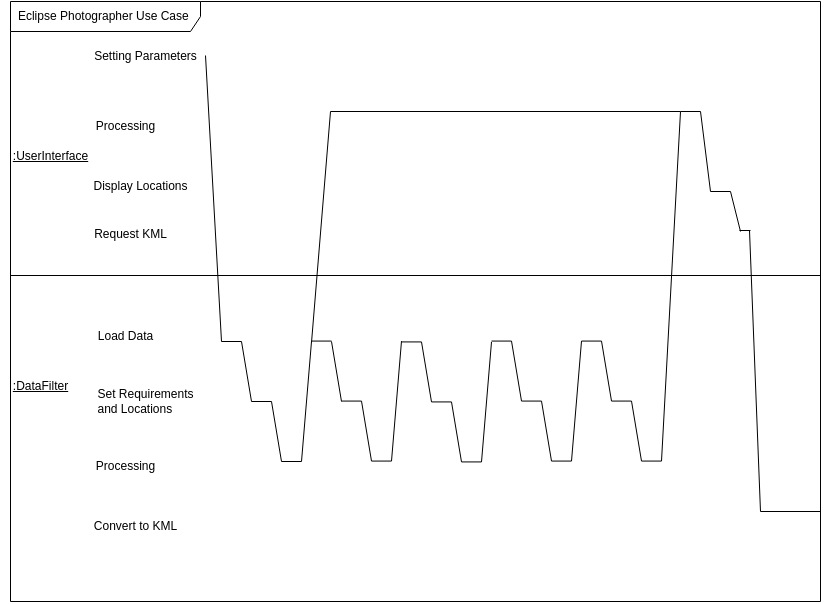 Eclipse Photographer Use Case
Setting Parameters
Processing
:UserInterface
Display Locations
Request KML
Load Data
:DataFilter
Set Requirements
and Locations
Processing
Convert to KML